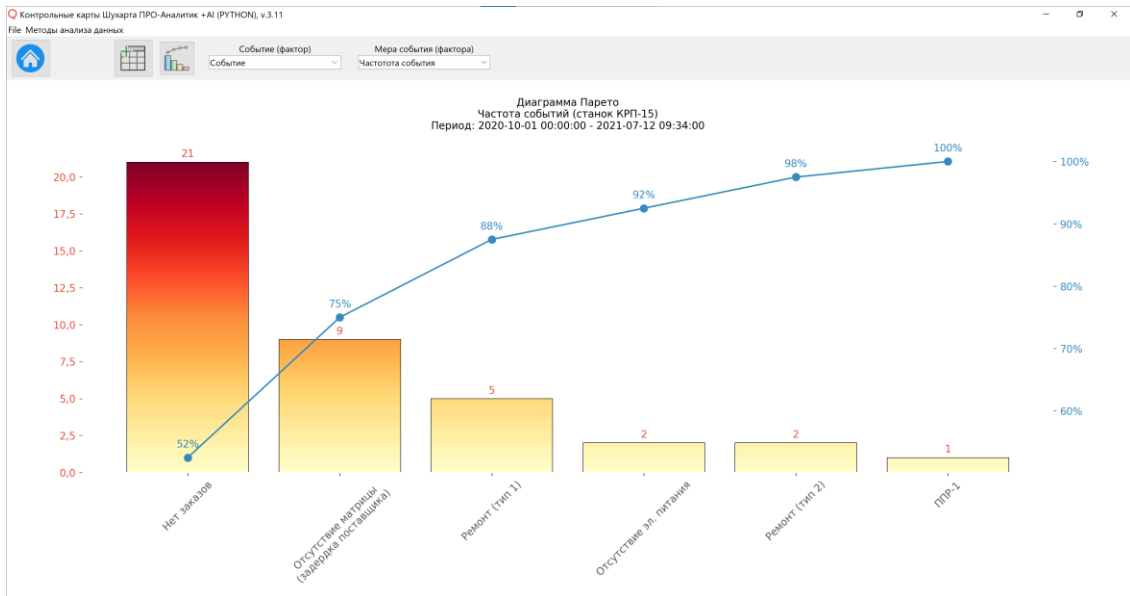 Контрольные карты Шухарта ПРО-Аналитик +AI (PYTHON), v.3.11
File Методы анализа данных
Событие (фактор)
Мера события (фактора)
Событие
Частотота события
Диаграмма Парето
Частота событий (станок КРП-15)
Период: 2020-10-01 00:00:00 - 2021-07-12 09:34:00
20,0
17,5
15,0
12,5
10,0
7,5
5,0
2,5
0,0
21
9
5
2
2
1
52%
75%
88%
92%
98%
100%
100%
90%
80%
70%
60%
Нет заказов
Отсутствие матрицы
(задердка поставщика)
Ремонт (тип 1)
Отсутствие эл. питания
Ремонт (тип 2)
ППР-1